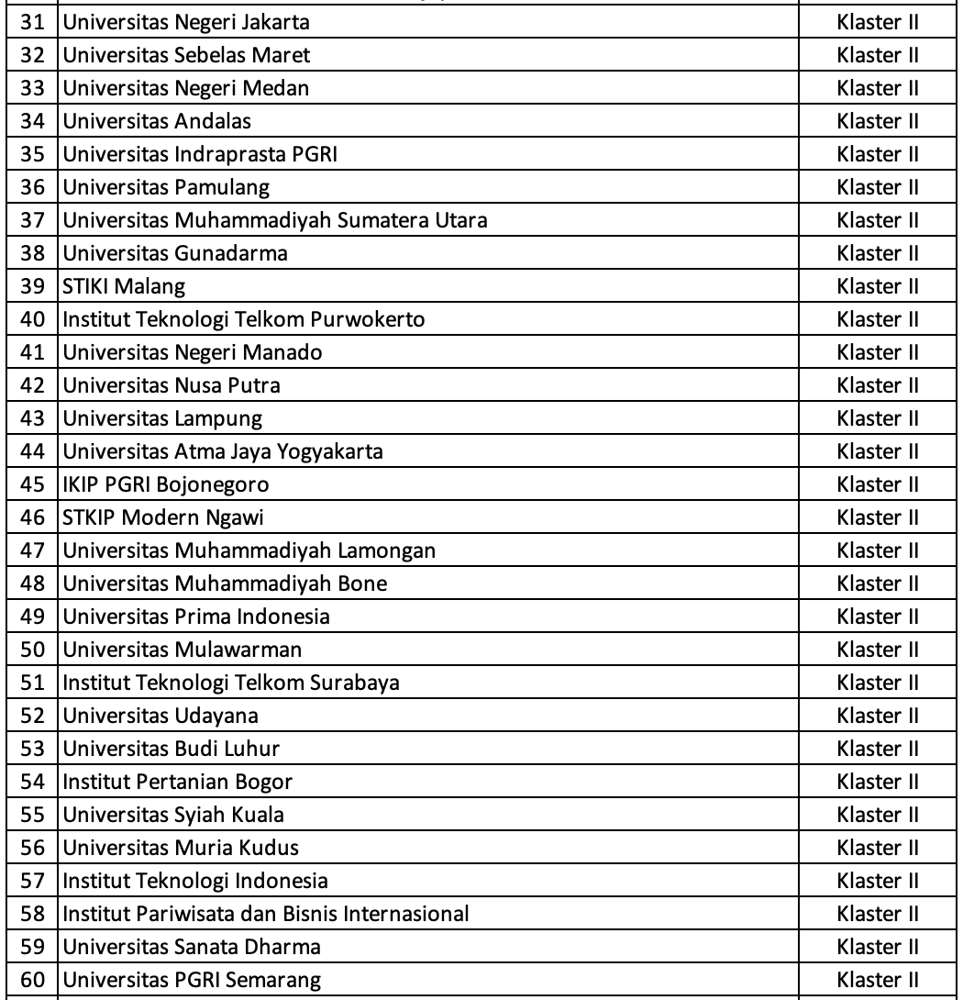 31 Universitas Negeri Jakarta Klaster II
32 Universitas Sebelas Maret Klaster II
33 Universitas Negeri Medan Klaster II
34 Universitas Andalas Klaster II
35 Universitas Indraprasta PGRI Klaster II
36 Universitas Pamulang Klaster II
37 Universitas Muhammadiyah Sumatera Utara Klaster II
38 Universitas Gunadarma Klaster II
39 STIKI Malang Klaster II
40 Institut Teknologi Telkom Purwokerto Klaster II
41 Universitas Negeri Manado Klaster II
42 Universitas Nusa Putra Klaster II
43 Universitas Lampung Klaster II
44 Universitas Atma Jaya Yogyakarta Klaster II
45 IKIP PGRI Bojonegoro Klaster II
46 STKIP Modern Ngawi Klaster II
47 Universitas Muhammadiyah Lamongan Klaster II
48 Universitas Muhammadiyah Bone Klaster II
49 Universitas Prima Indonesia Klaster II
50 Universitas Mulawarman Klaster II
51 Institut Teknologi Telkom Surabaya Klaster II
52 Universitas Udayana Klaster II
53 Universitas Budi Luhur Klaster II
54 Institut Pertanian Bogor Klaster II
55 Universitas Syiah Kuala Klaster II
56 Universitas Muria Kudus Klaster II
57 Institut Teknologi Indonesia Klaster II
58 Institut Pariwisata dan Bisnis Internasional Klaster II
59 Universitas Sanata Dharma Klaster II
60 Universitas PGRI Semarang Klaster II